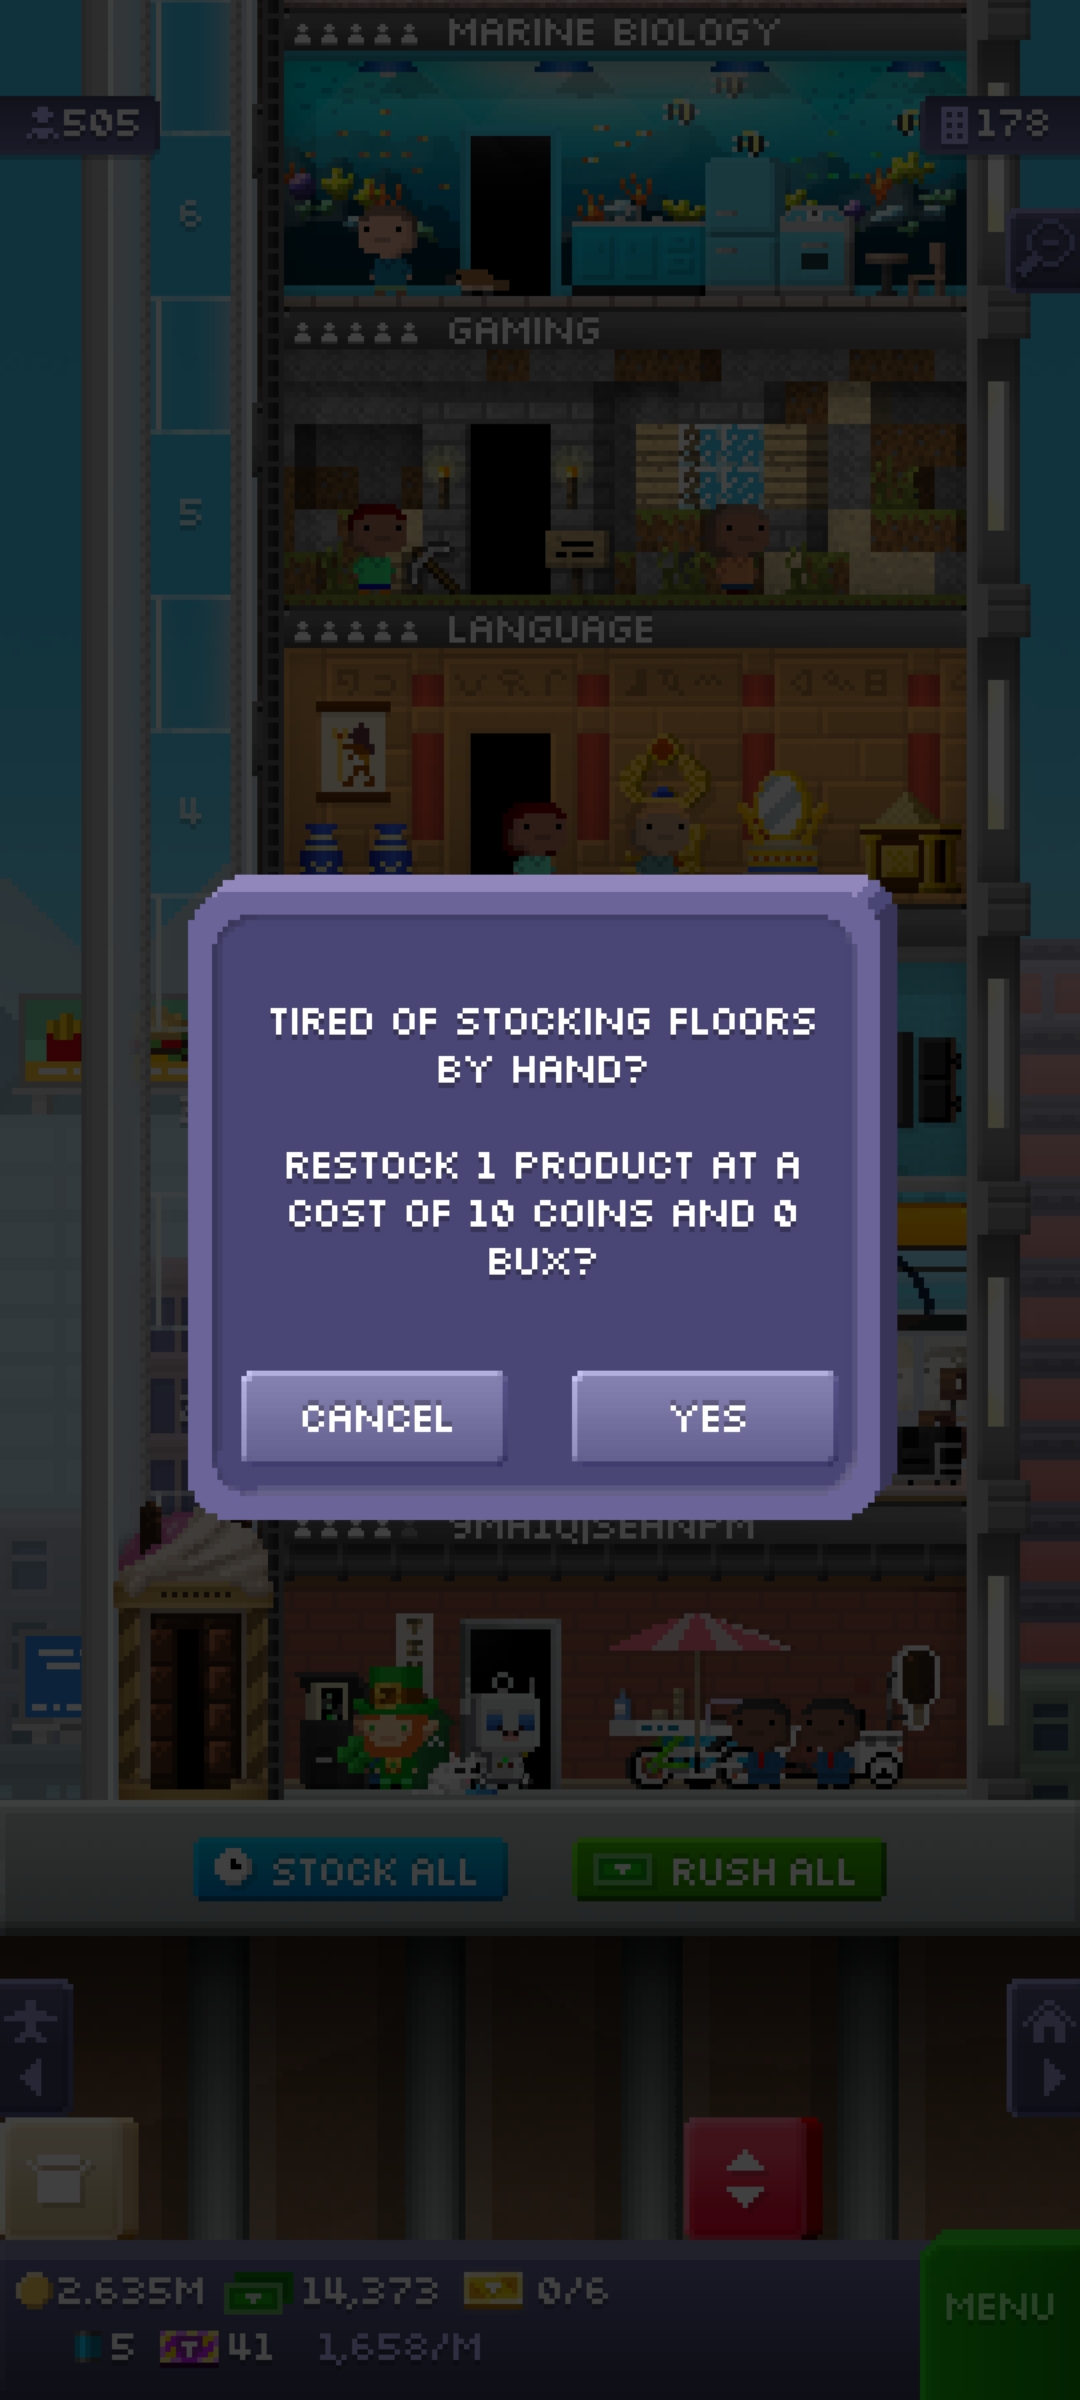 MARINE BIOLOGY
505
178
6
GAMING
5
LANGUAGE
4
TIRED OF STOCKING FLOORS
BY HAND?
RESTOCK 1 PRODUCT AT A
COST OF 10 COINS AND 0
BUX?
CANCEL
YES
STOCK ALL
RUSH ALL
2.635M
14,373
0/6
MENU
5
41
1,658/M